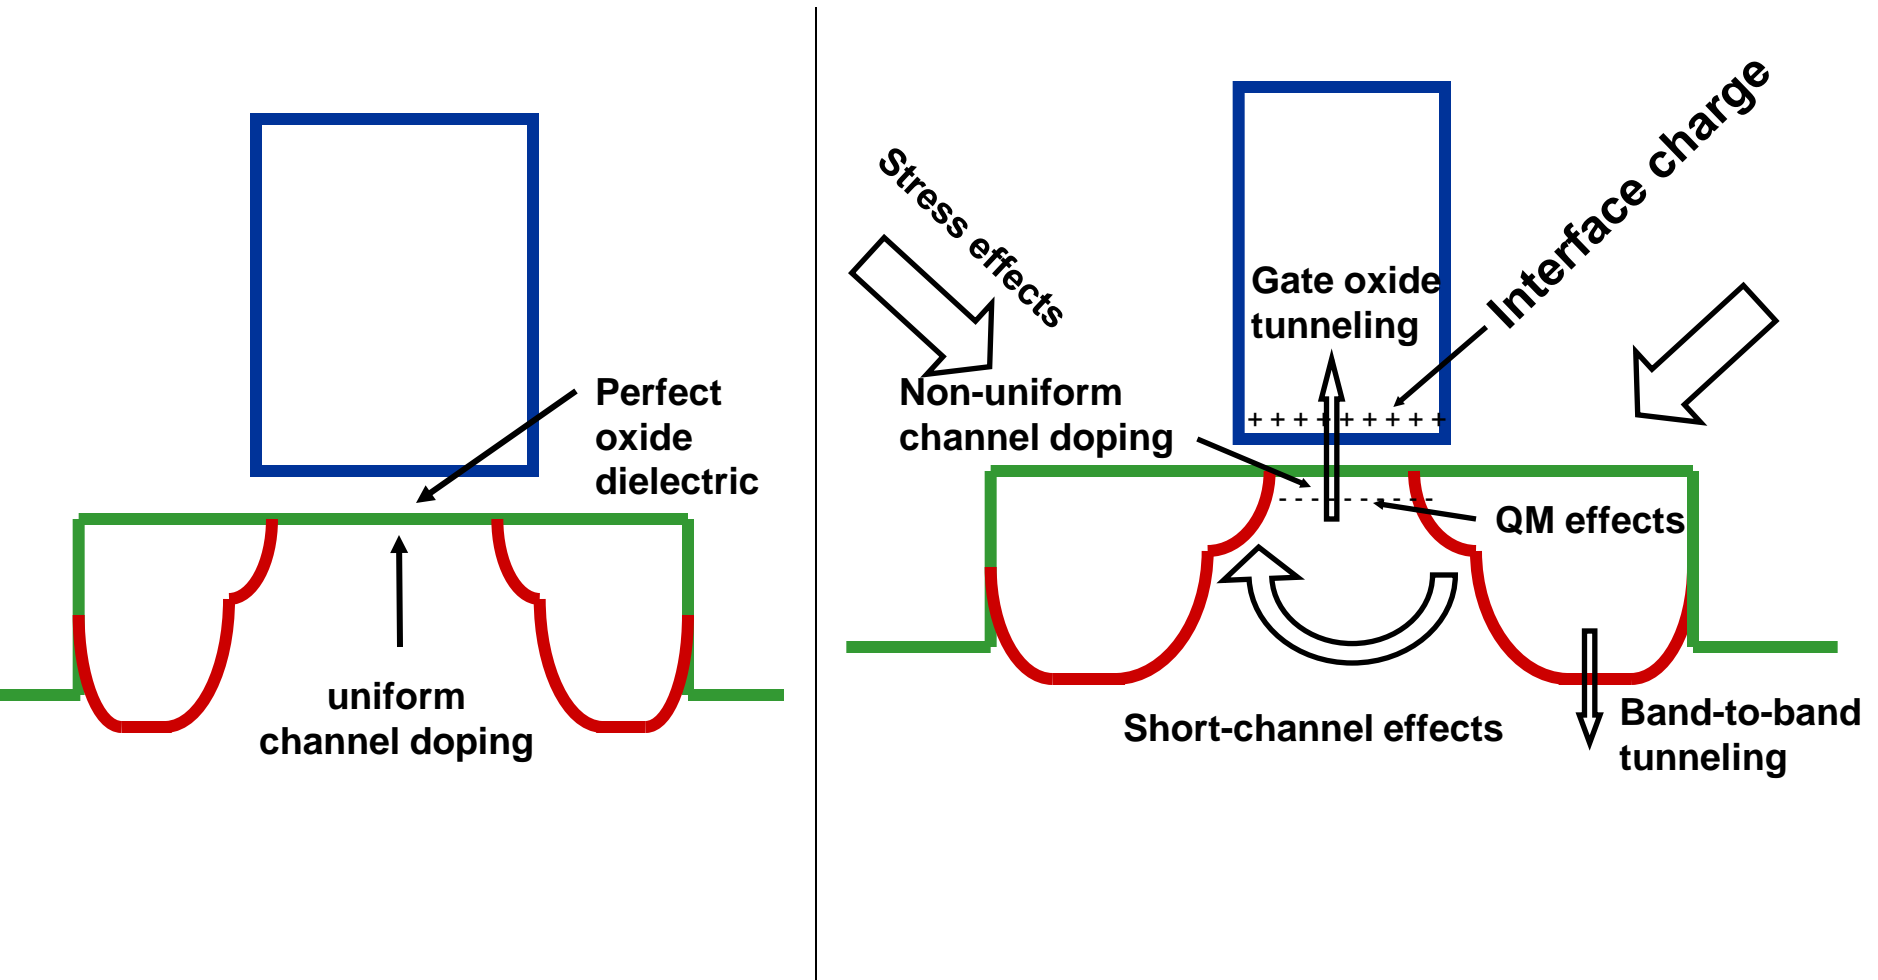 Perfect
oxide
dielectric
uniform
channel doping
Stress effects
Interface charge
Gate oxide
tunneling
Non-uniform
channel doping
+ + + + + + + + +
- - - - - - - - - -
QM effects
Short-channel effects
Band-to-band
tunneling